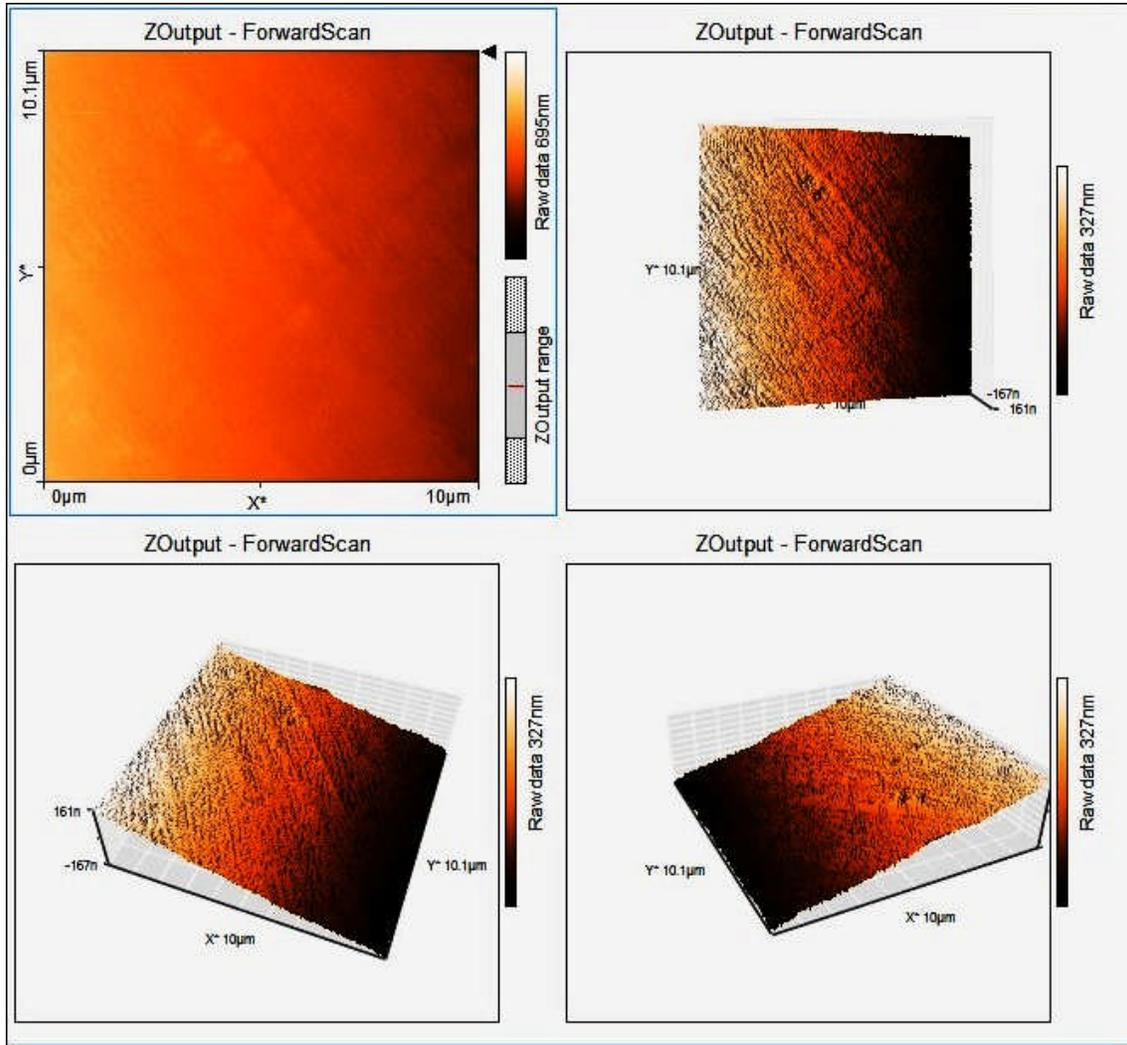 ZOutput - ForwardScan
10.1µm
Y*
0µm
0µm
X*
10µm
Raw data 695nm
ZOutput range
ZOutput - ForwardScan
Y* 10.1µm
X* 10µm
-167n
161n
Raw data 327nm
ZOutput - ForwardScan
161n
-167n
X* 10µm
Y* 10.1µm
Raw data 327nm
ZOutput - ForwardScan
Y* 10.1µm
X* 10µm
Raw data 327nm